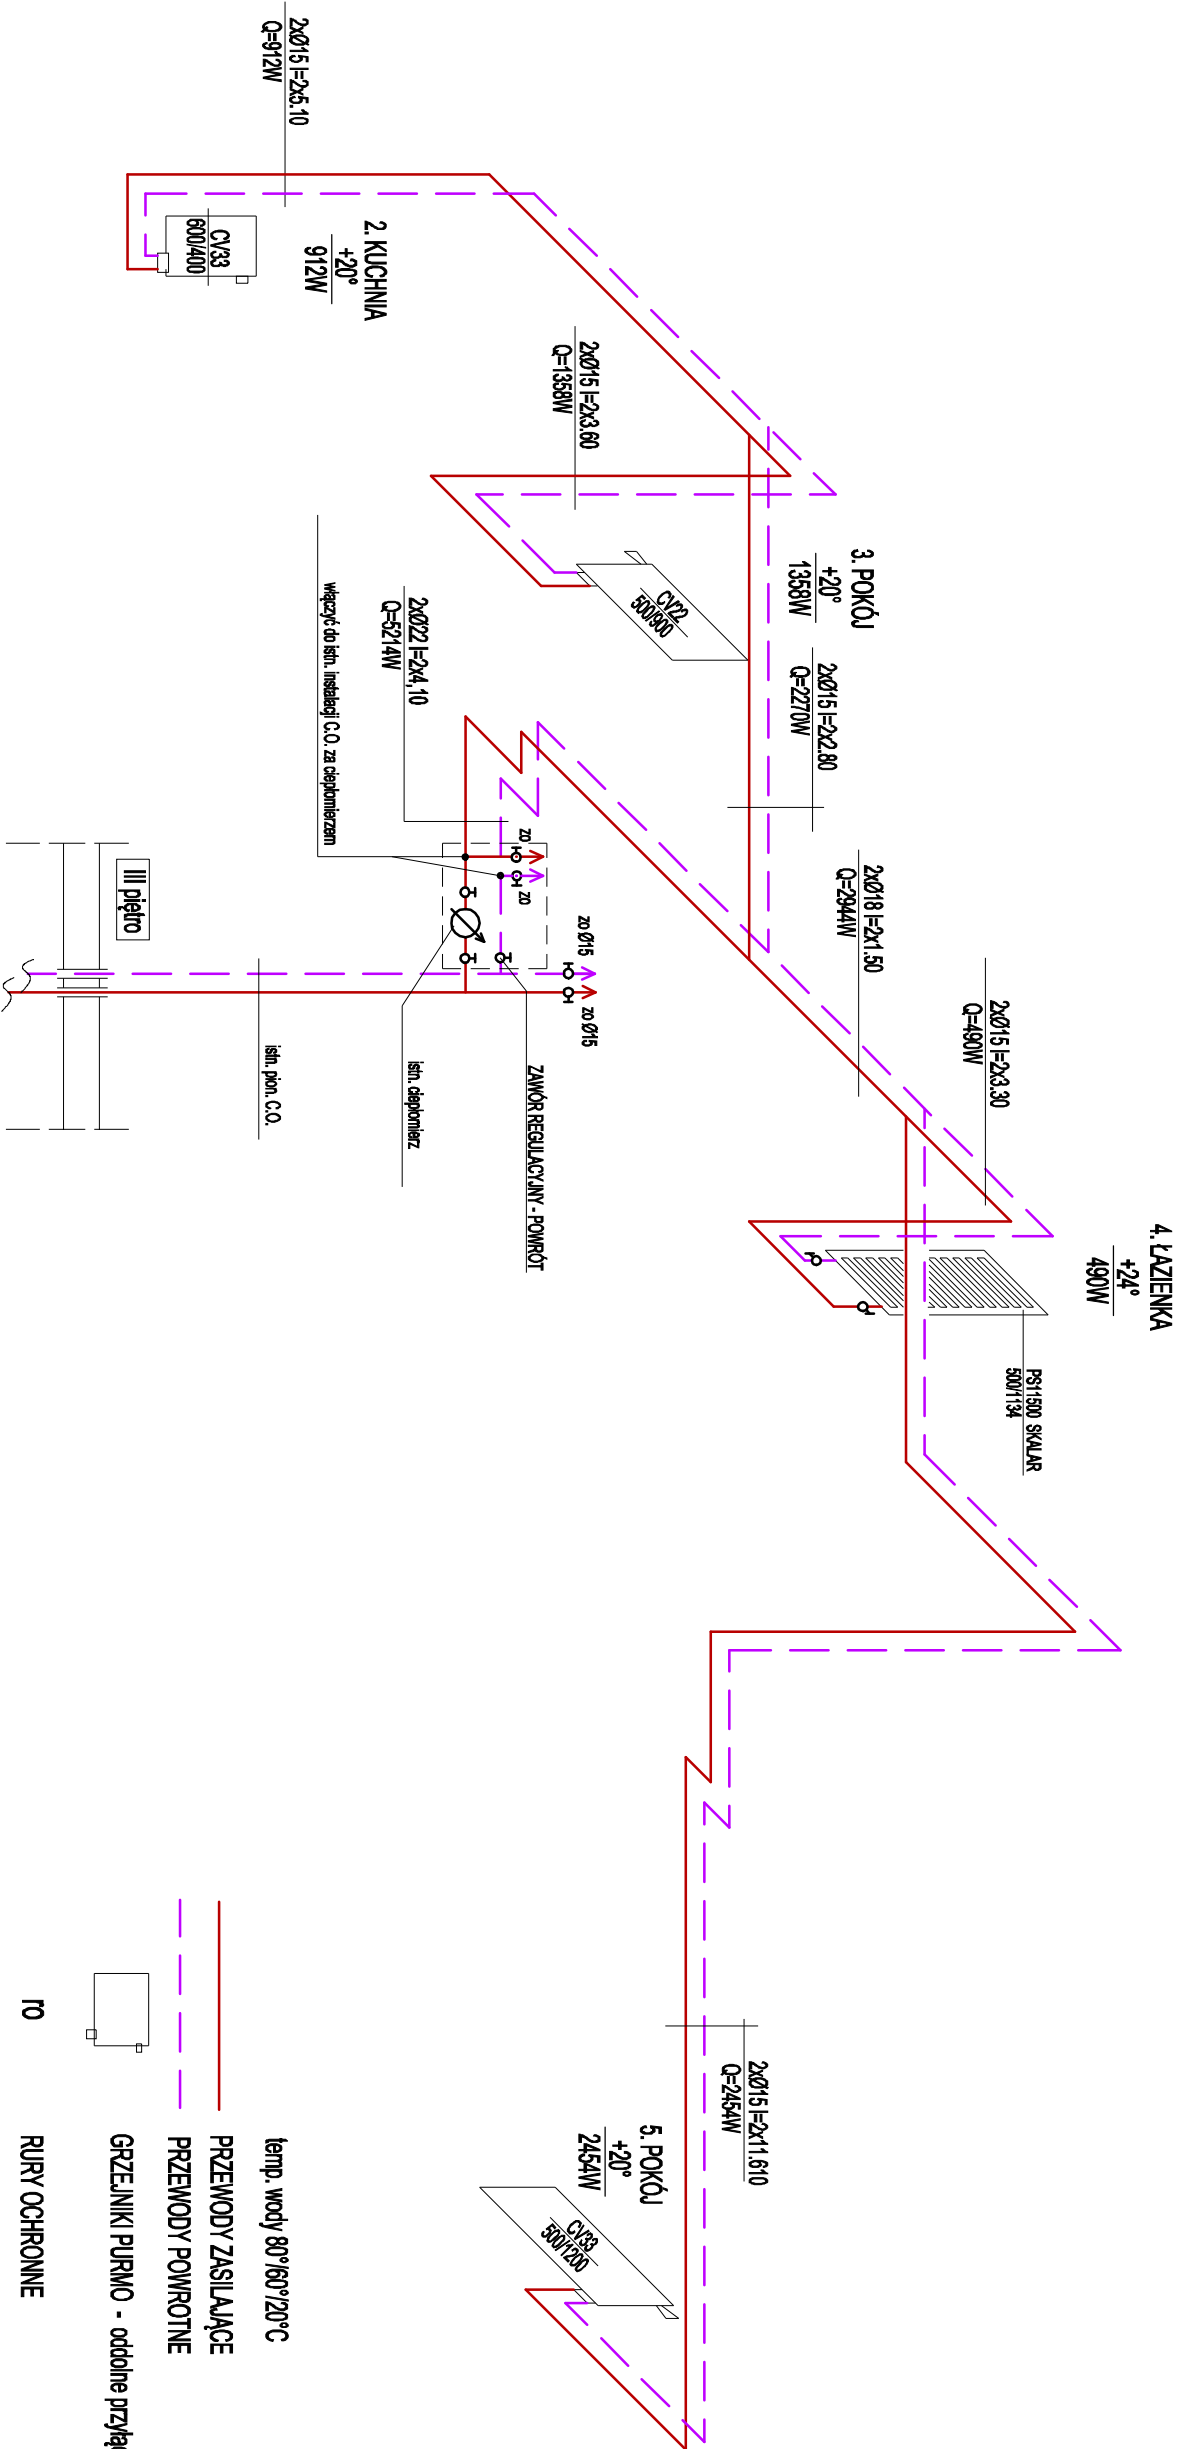 2xØ15 l=2x5.10
Q=912W
CV33
600/400
2. KUCHNIA
+20°
912W
2xØ15 l=2x3.60
Q=1358W
CV22
500/900
3. POKÓJ
+20°
1358W
2xØ15 l=2x2.80
Q=2270W
2xØ22 l=2x4,10
Q=5214W
włączyć do istn. instalacji C.O. za ciepłomierzem
zo
zo
zo Ø15
zo Ø15
III piętro
istn. pion. C.O.
istn. ciepłomierz
ZAWÓR REGULACYJNY - POWRÓT
2xØ18 l=2x1.50
Q=2944W
2xØ15 l=2x3.30
Q=490W
4. ŁAZIENKA
+24°
490W
PS11500 SKALAR
500/1134
2xØ15 l=2x11.610
Q=2454W
5. POKÓJ
+20°
2454W
CV33
500/1200
temp. wody 80°/60°/20°C
PRZEWODY ZASILAJĄCE
PRZEWODY POWROTNE
GRZEJNIKI PURMO - oddolne przyłą
ro
RURY OCHRONNE